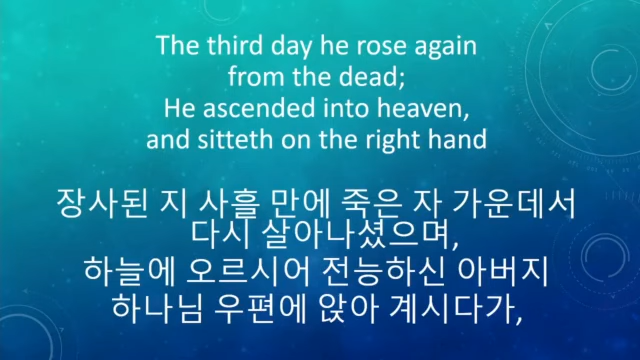 The third day he rose again
from the dead;
He ascended into heaven,
and sitteth on the right hand
장사된 지 사흘 만에 죽은 자 가운데서
다시 살아나셨으며,
하늘에 오르시어 전능하신 아버지
하나님 우편에 앉아 계시다가,